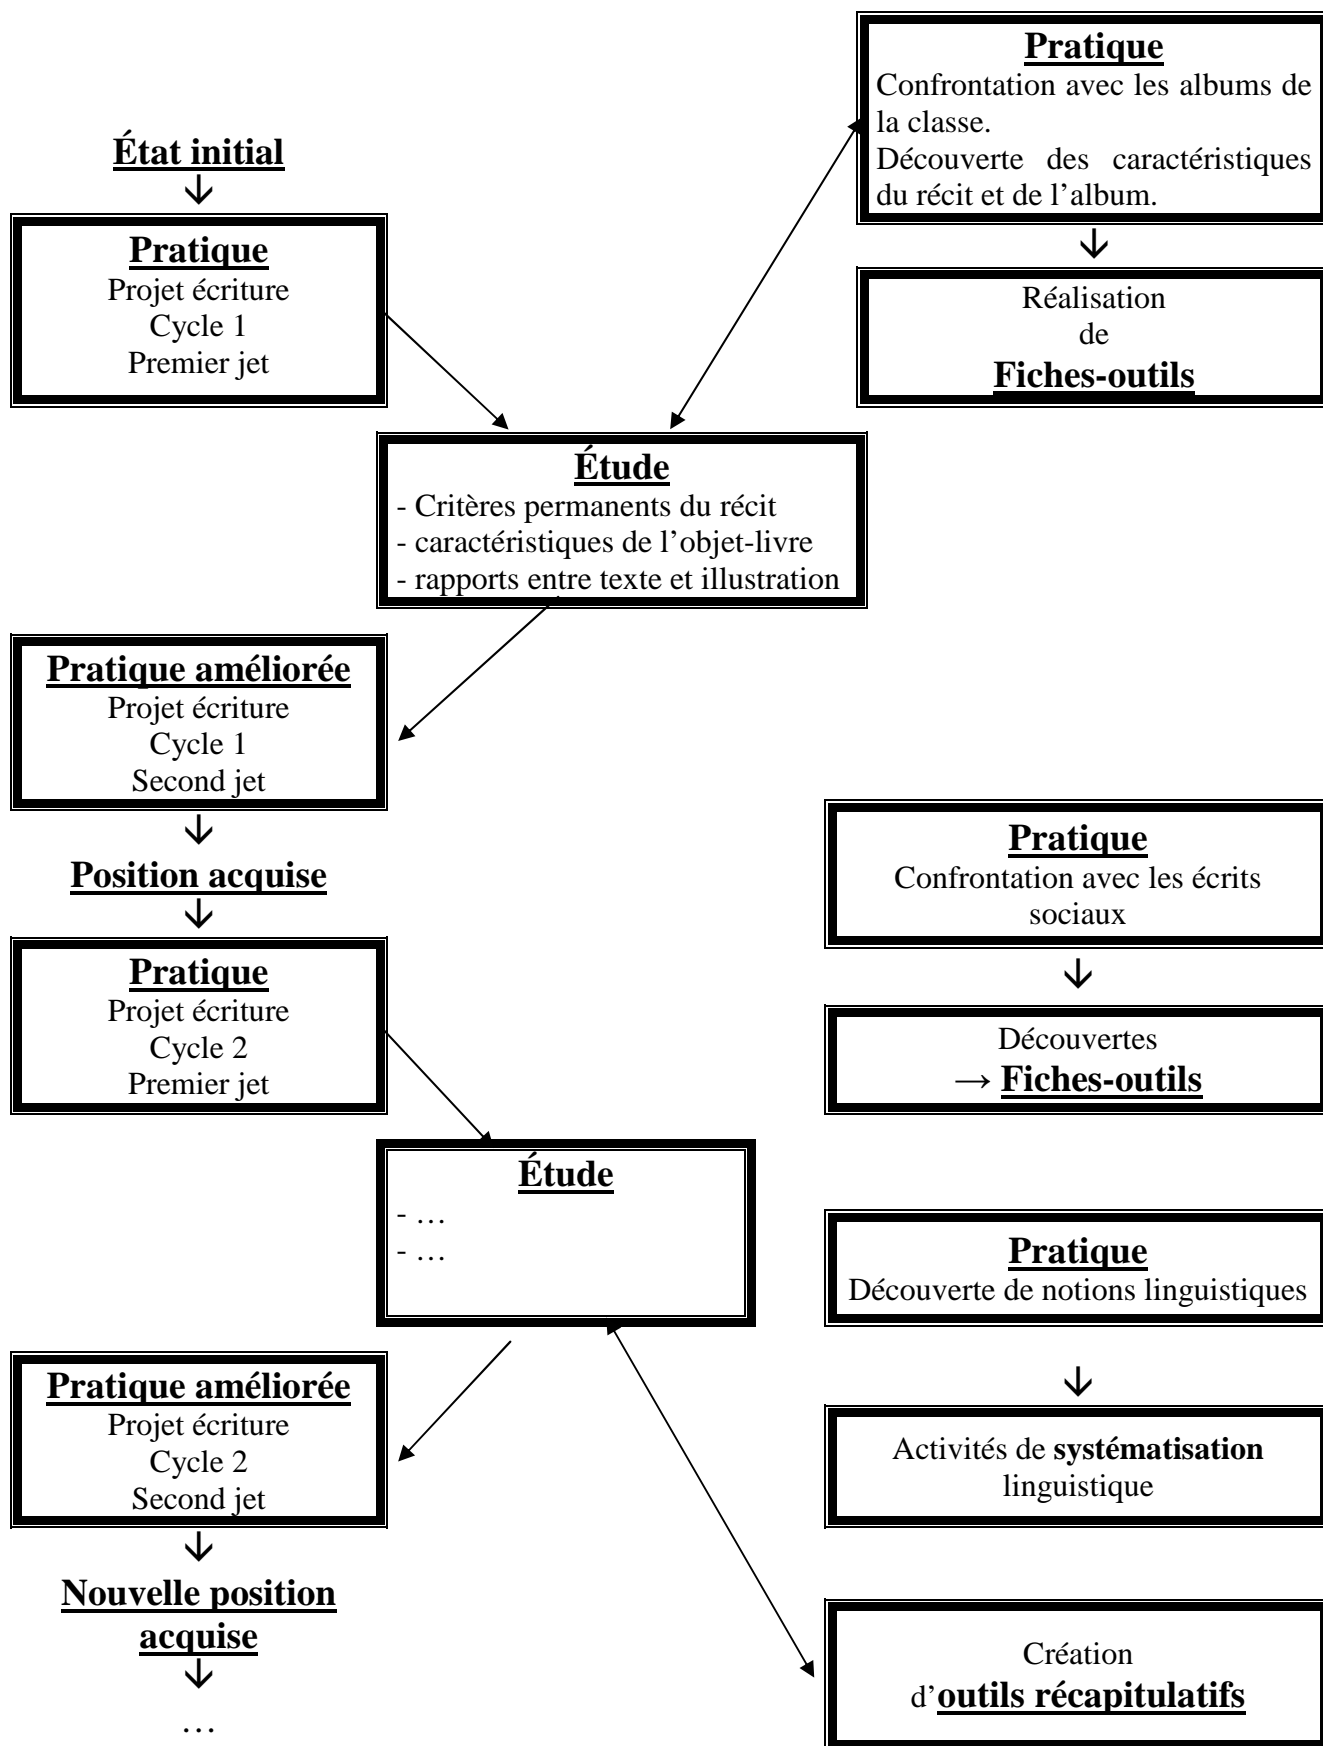 Pratique
Confrontation avec les albums de
la classe.
Découverte des caractéristiques
du récit et de l’album.
État initial
↓
Pratique
Projet écriture
Cycle 1
Premier jet
↓
Réalisation
de
Fiches-outils
Étude
- Critères permanents du récit
- caractéristiques de l’objet-livre
- rapports entre texte et illustration
Pratique améliorée
Projet écriture
Cycle 1
Second jet
↓
Position acquise
↓
Pratique
Projet écriture
Cycle 2
Premier jet
Pratique
Confrontation avec les écrits
sociaux
↓
Découvertes
→ Fiches-outils
Étude
- …
- …
Pratique
Découverte de notions linguistiques
↓
Activités de systématisation
linguistique
Pratique améliorée
Projet écriture
Cycle 2
Second jet
↓
Nouvelle position
acquise
↓
…
Création
d’outils récapitulatifs